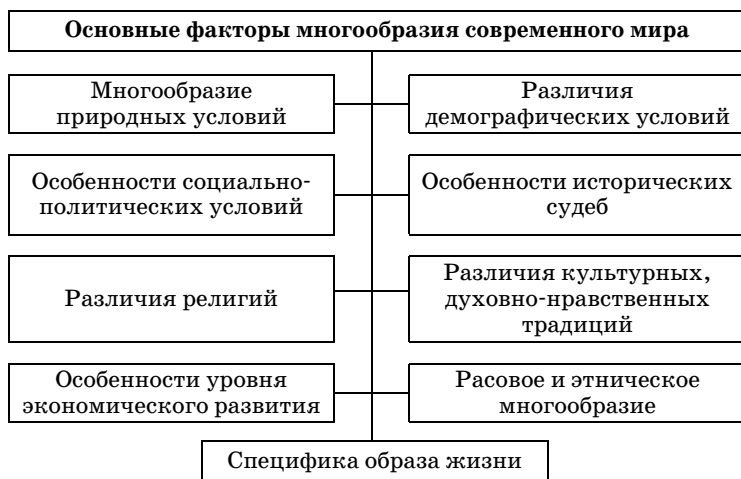 Основные факторы многообразия современного мира
Многообразие
природных условий
Различия
демографических условий
Особенности социально-
политических условий
Особенности исторических
судеб
Различия религий
Различия культурных,
духовно-нравственных
традиций
Особенности уровня
экономического развития
Расовое и этническое
многообразие
Специфика образа жизни